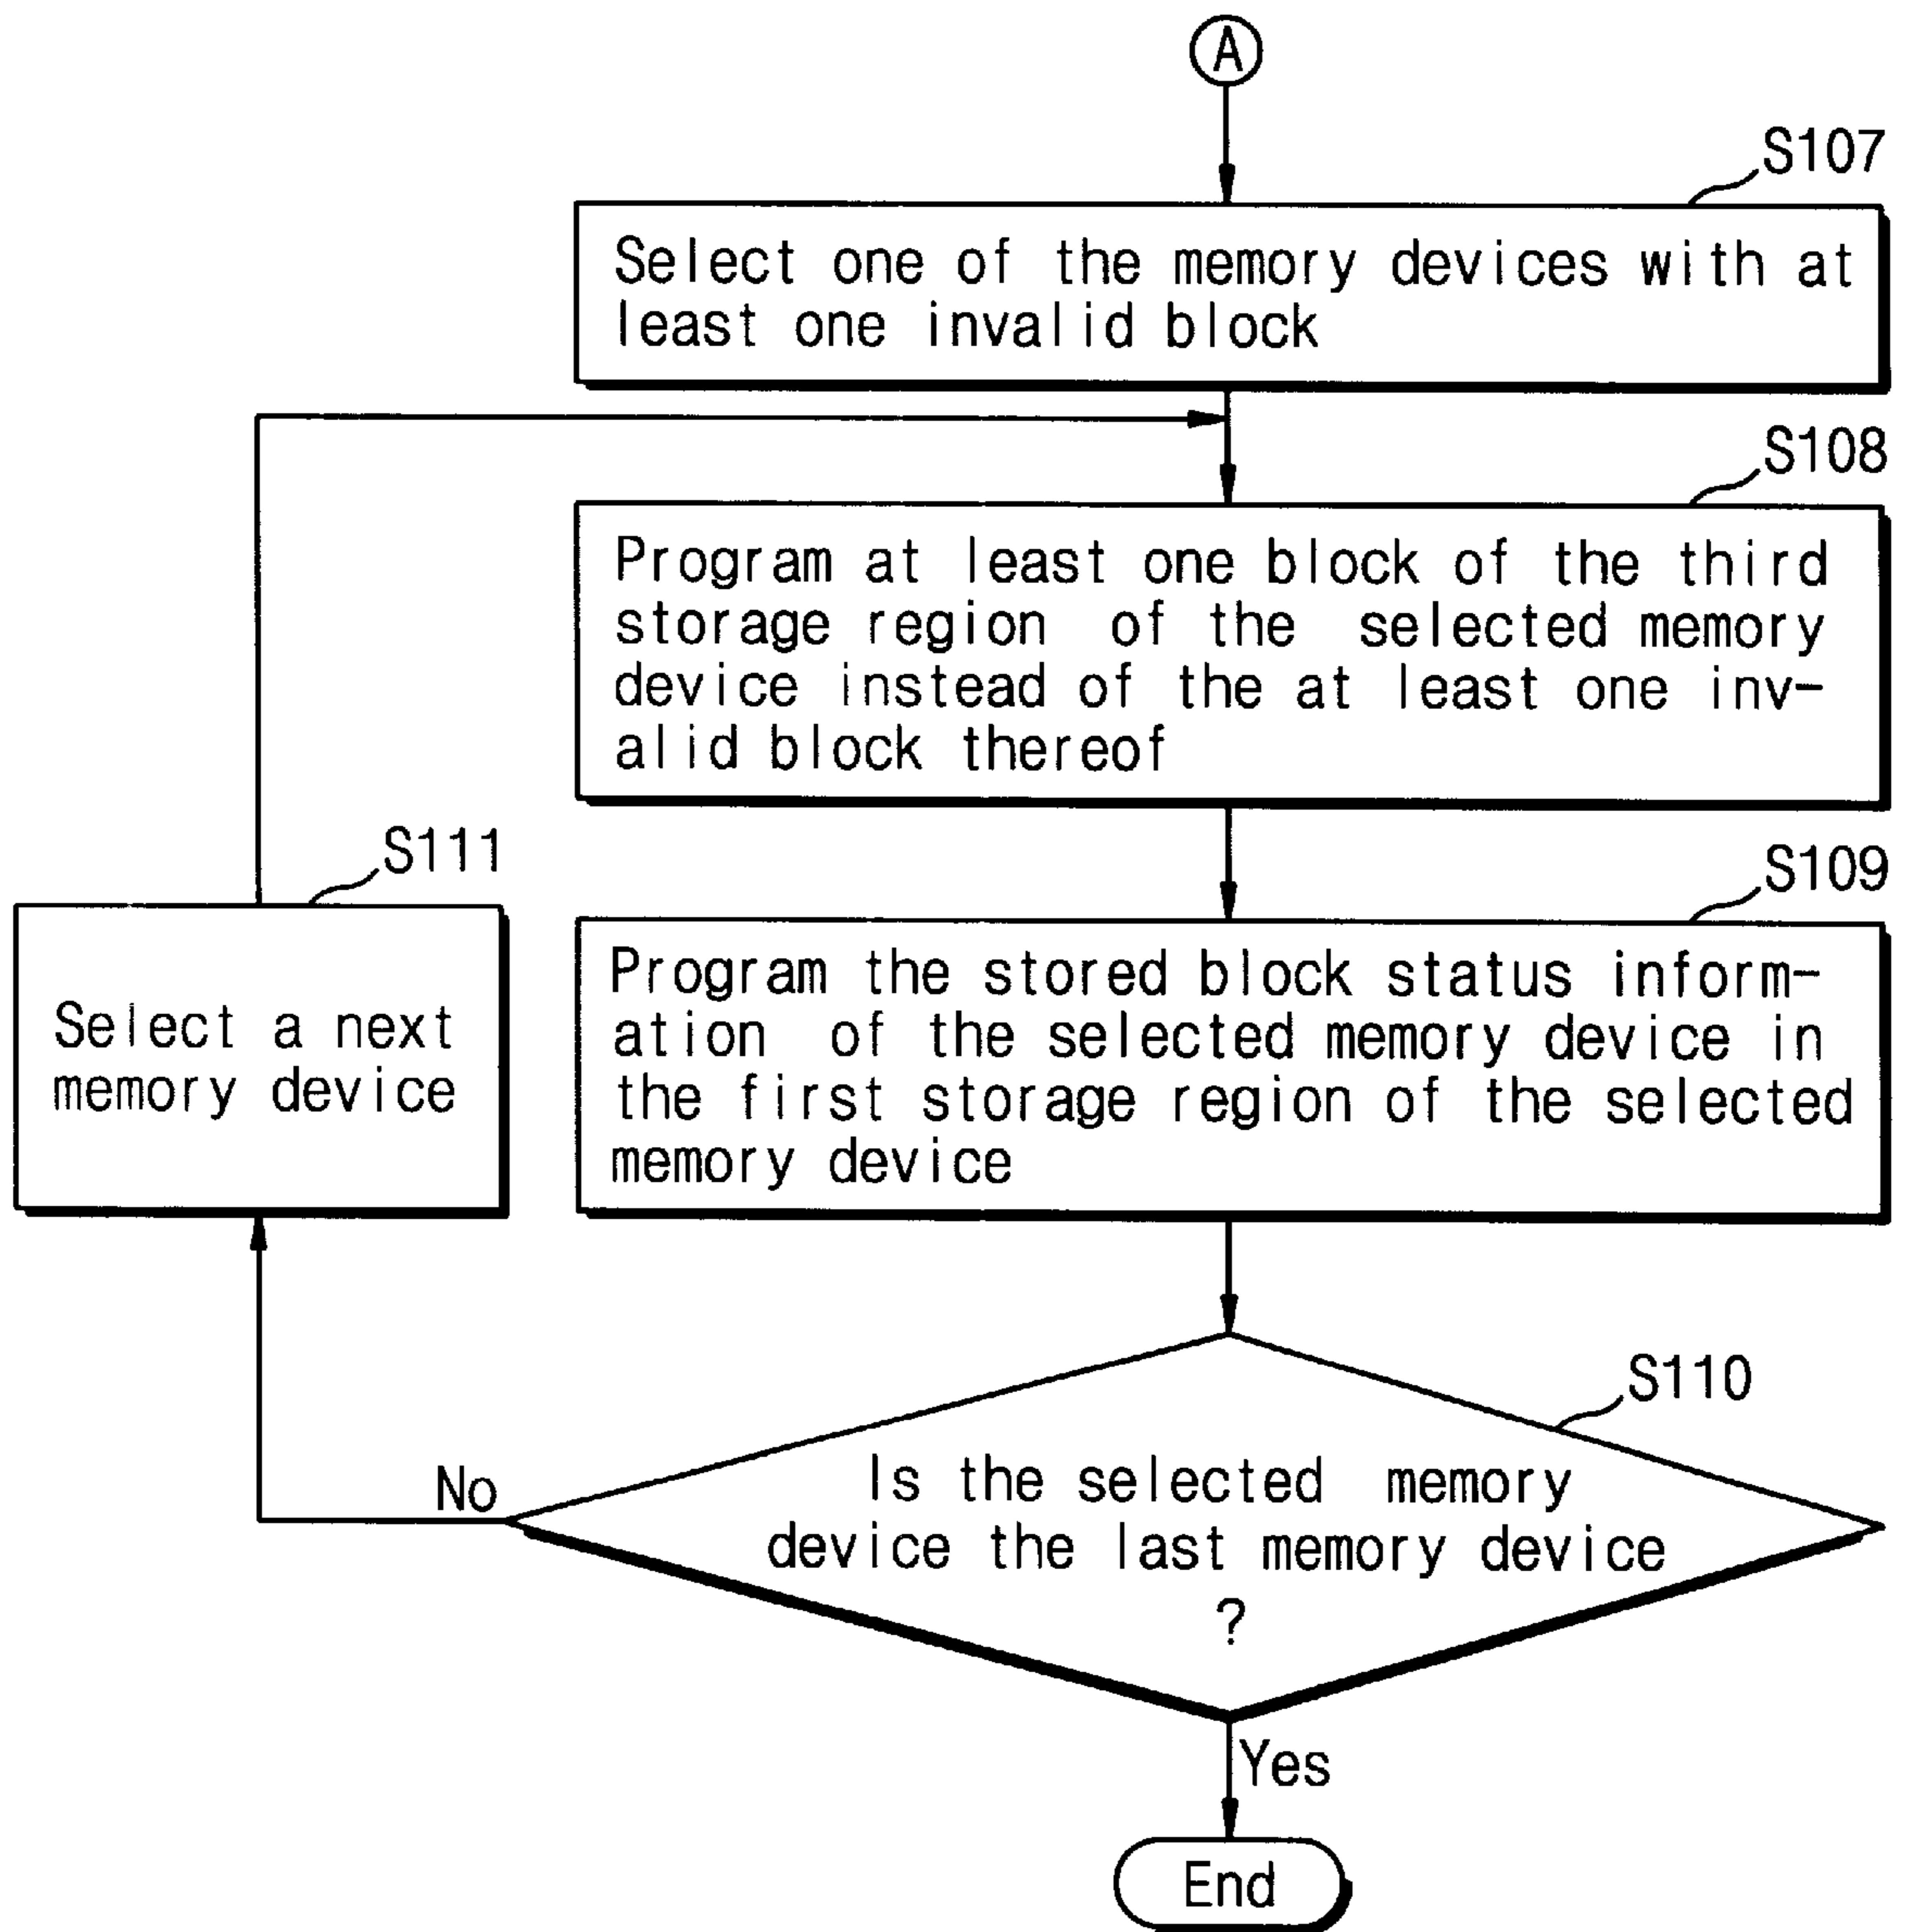 A
S107
Select one of the memory devices with at
least one invalid block
S108
Program at least one block of the third
storage region of the selected memory
device instead of the at least one inv-
alid block thereof
S111
Select a next
memory device
S109
Program the stored block status inform-
ation of the selected memory device in
the first storage region of the selected
memory device
S110
Is the selected memory
device the last memory device
?
No
Yes
End